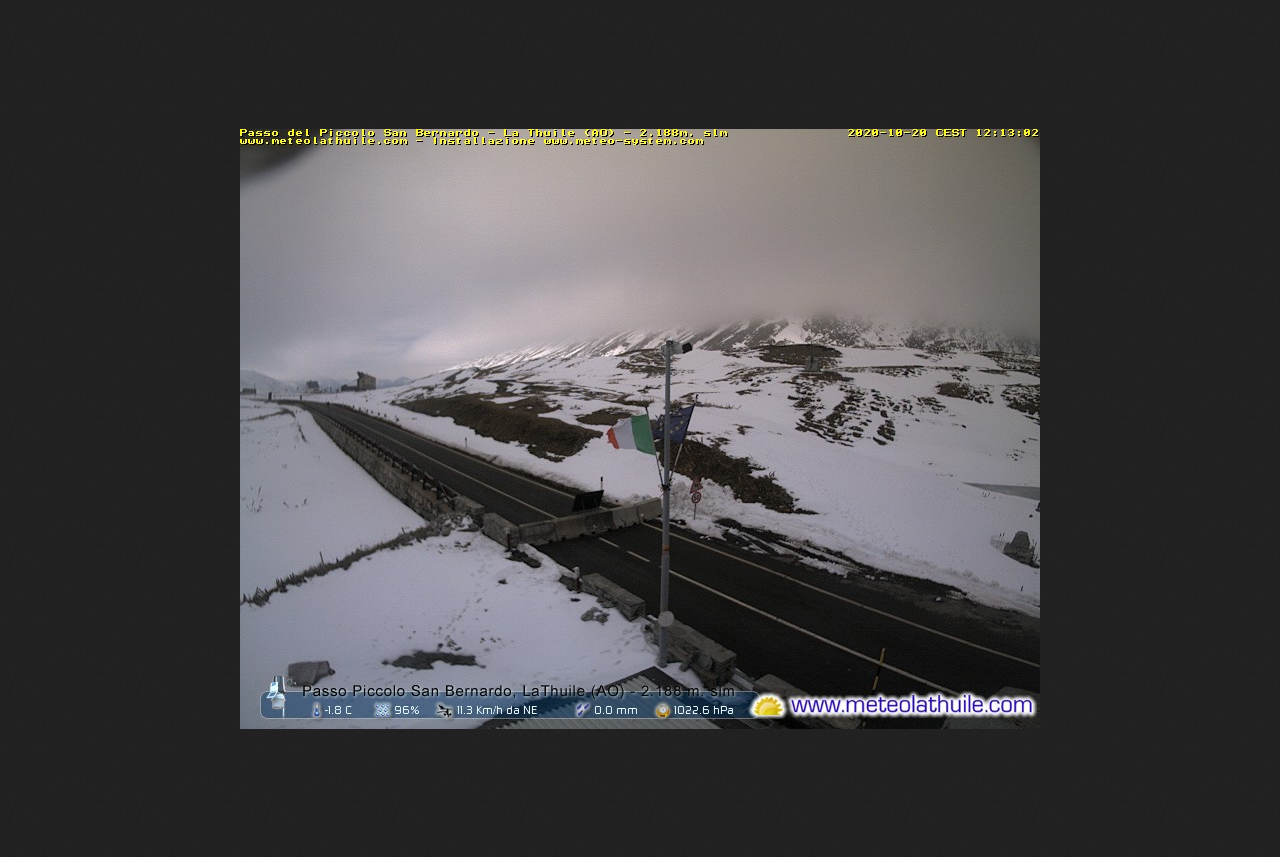 Passo del Piccolo San Bernardo - La Thuile (AO) - 2.188m. slm 2020-10-20 CEST 12:13:02
www.meteolathuile.com - Installazione www.meteo-system.com
Passo Piccolo San Bernardo, LaThuile (AO) - 2.188 m. slm
-1.8 C 96% 11.3 Km/h da NE 0.0 mm 1022.6 hPa
www.meteolathuile.com